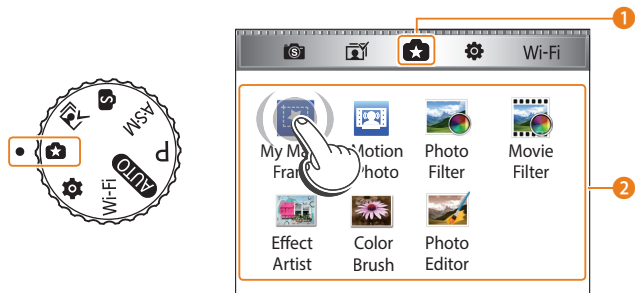 1
S
Wi-Fi
S
ASM
P
AUTO
Wi-Fi
My
Motion
Photo
Photo
Filter
Movie
Filter
2
Effect
Artist
Color
Brush
Photo
Editor